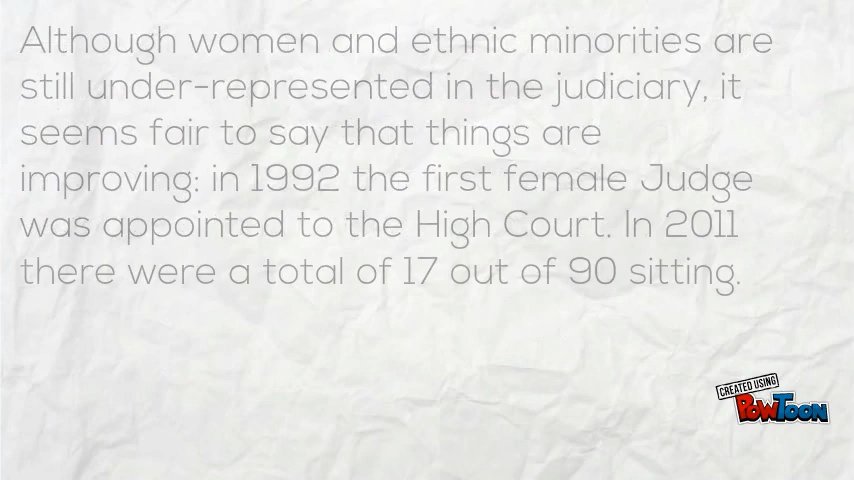 Although women and ethnic minorities are
still under-represented in the judiciary, it
seems fair to say that things are
improving: in 1992 the first female Judge
was appointed to the High Court. In 2011
there were a total of 17 out of 90 sitting.
CREATED USING
POWTOON